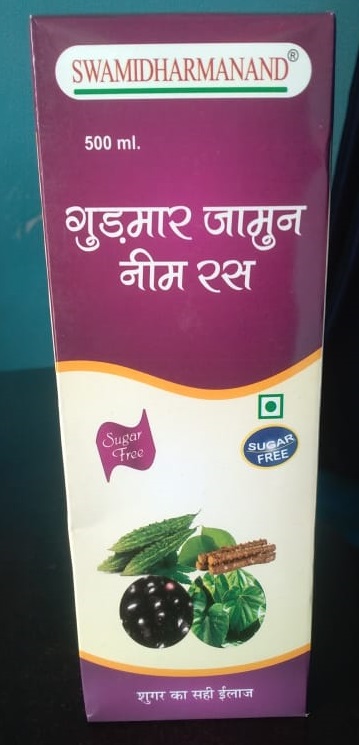 SWAMIDHARMANAND®
500 ml.
गुड़मार जामुन
नीम रस
Sugar
Free
SUGAR
FREE
शुगर का सही ईलाज